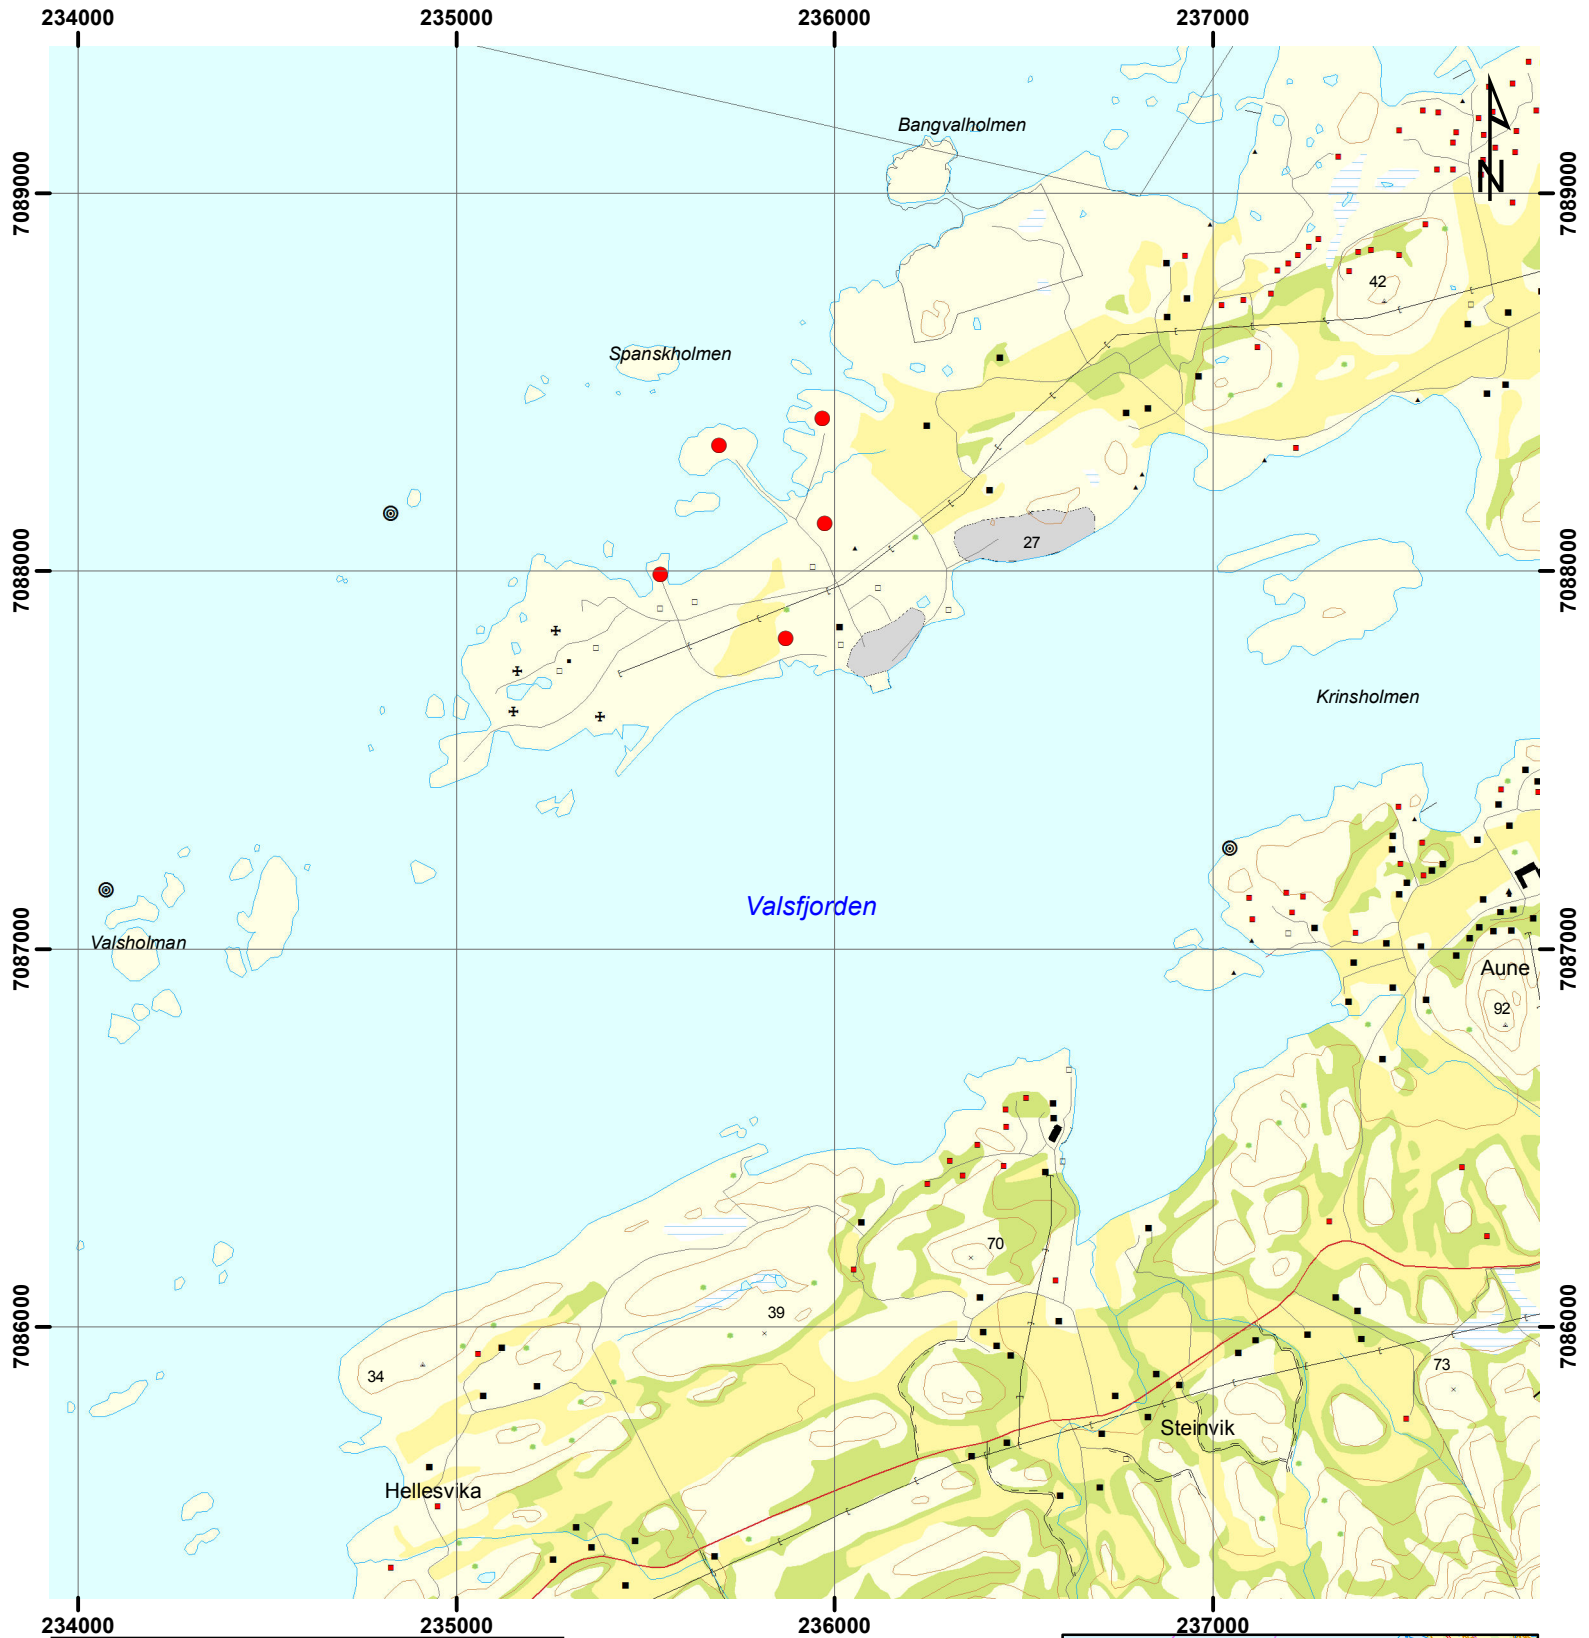 234000 235000 236000 237000
Bangvalholmen
7089000 7089000
N
42
Spanskholmen
27
7088000 7088000
Krinsholmen
Valsfjorden
Valsholman
7087000 7087000
Aune
92
70
39
7086000 7086000
34
73
Steinvik
Hellesvika
234000 235000 236000 237000